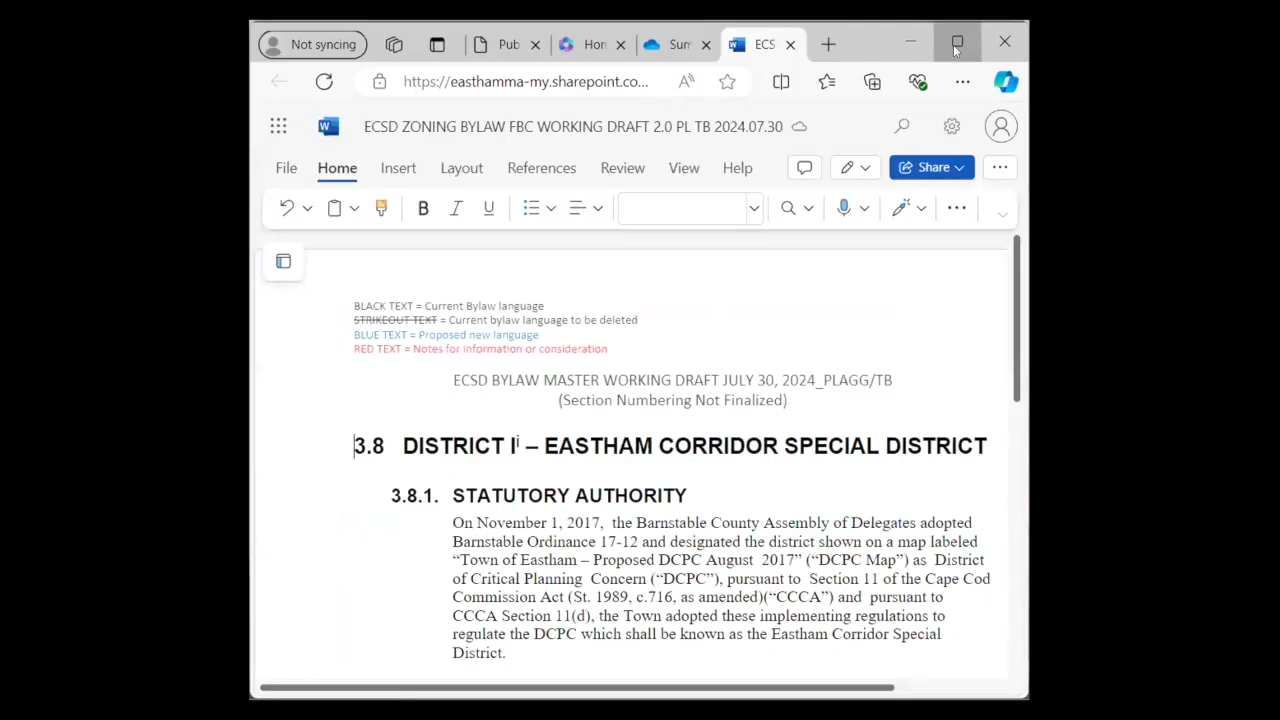 Not syncing
Pub
Hon
Sum
ECS
https://easthamma-my.sharepoint.co...
ECSD ZONING BYLAW FBC WORKING DRAFT 2.0 PL TB 2024.07.30
File Home Insert Layout References Review View Help
Share
B I U
BLACK TEXT = Current Bylaw language
STRIKEOUT TEXT = Current bylaw language to be deleted
BLUE TEXT = Proposed new language
RED TEXT = Notes for information or consideration
ECSD BYLAW MASTER WORKING DRAFT JULY 30, 2024_PLAGG/TB
(Section Numbering Not Finalized)
3.8 DISTRICT Iⁱ – EASTHAM CORRIDOR SPECIAL DISTRICT
3.8.1. STATUTORY AUTHORITY
On November 1, 2017, the Barnstable County Assembly of Delegates adopted
Barnstable Ordinance 17-12 and designated the district shown on a map labeled
“Town of Eastham – Proposed DCPC August 2017” (“DCPC Map”) as District
of Critical Planning Concern (“DCPC”), pursuant to Section 11 of the Cape Cod
Commission Act (St. 1989, c.716, as amended)(“CCCA”) and pursuant to
CCCA Section 11(d), the Town adopted these implementing regulations to
regulate the DCPC which shall be known as the Eastham Corridor Special
District.